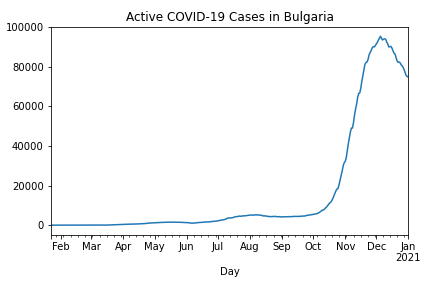 Active COVID-19 Cases in Bulgaria
100000
80000
60000
40000
20000
0
Feb Mar Apr May Jun Jul Aug Sep Oct Nov Dec Jan
2021
Day